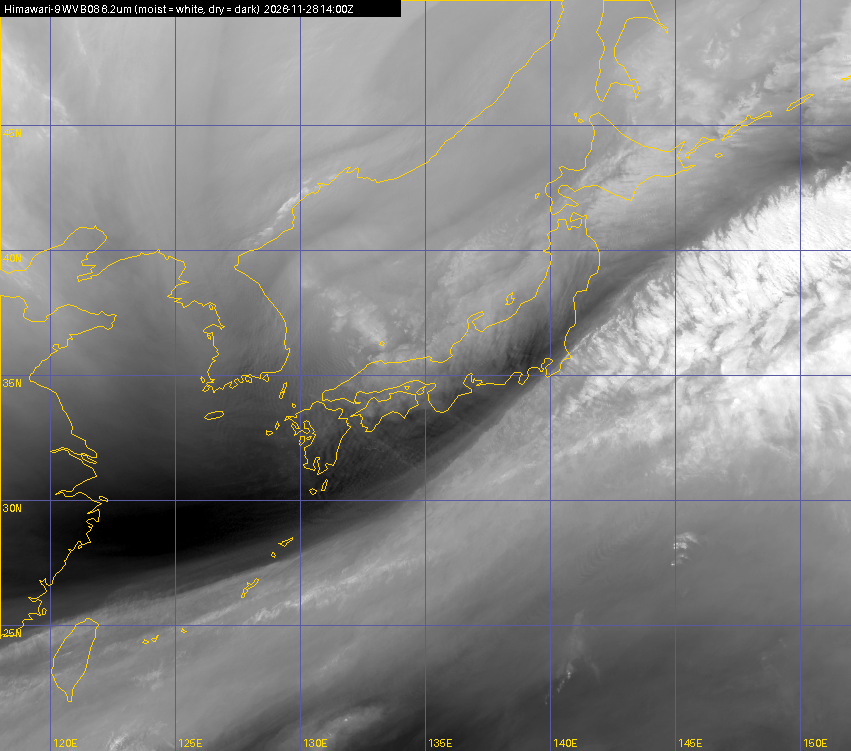 Himawari-9 WV B08 6.2um (moist = white, dry = dark) 2026-11-28 14:00Z
45N
40N
35N
30N
25N
120E 125E 130E 135E 140E 145E 150E